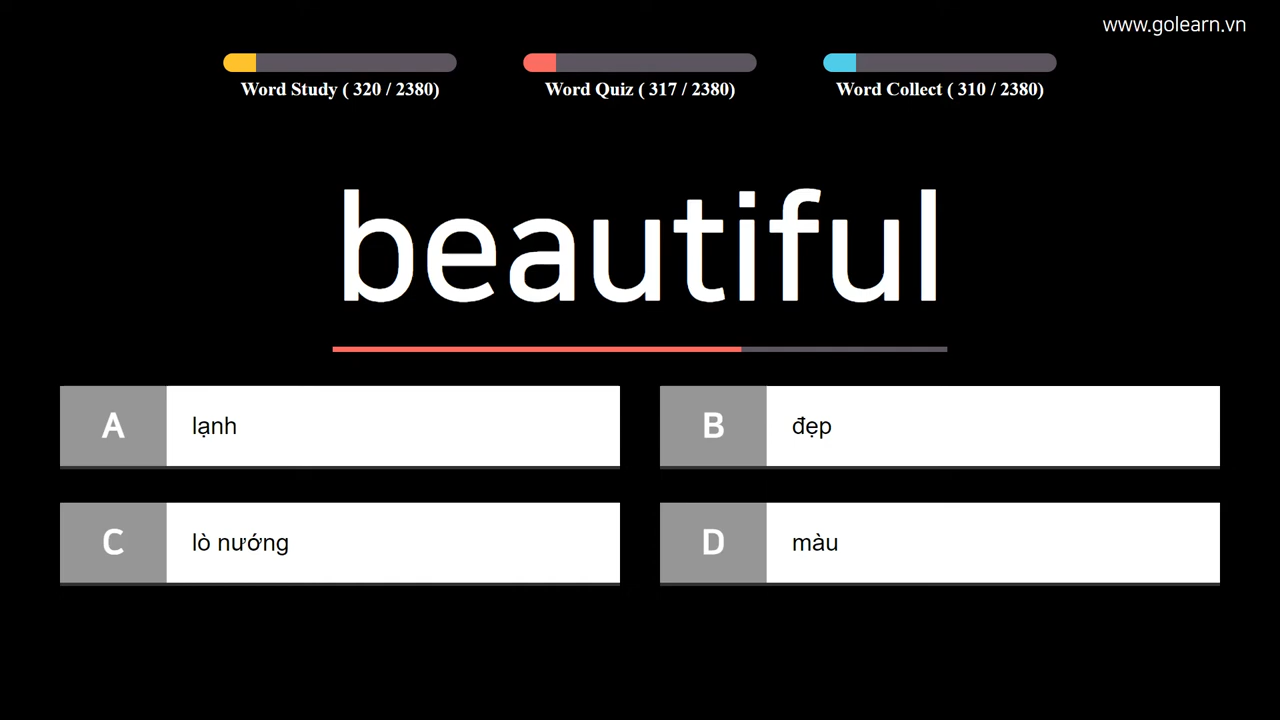 www.golearn.vn
Word Study ( 320 / 2380)
Word Quiz ( 317 / 2380)
Word Collect ( 310 / 2380)
beautiful
A lạnh
B đẹp
C lò nướng
D màu